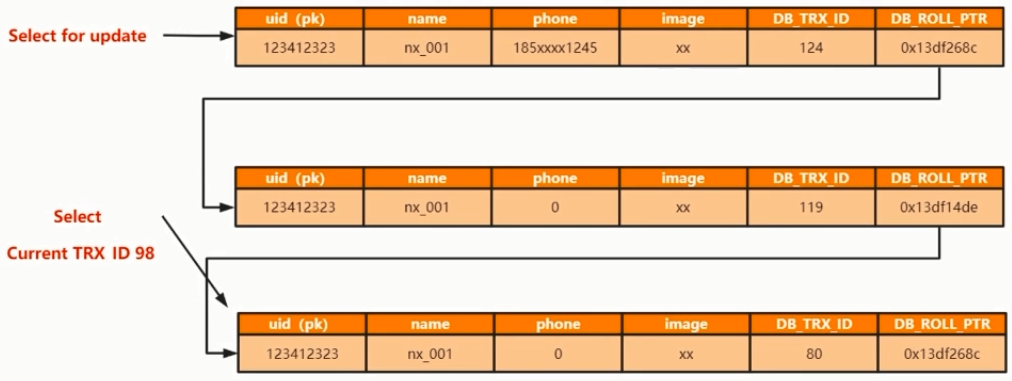 uid (pk) name phone image DB_TRX_ID DB_ROLL_PTR
Select for update 123412323 nx_001 185xxxx1245 xx 124 0x13df268c
uid (pk) name phone image DB_TRX_ID DB_ROLL_PTR
123412323 nx_001 0 xx 119 0x13df14de
Select
Current TRX ID 98
uid (pk) name phone image DB_TRX_ID DB_ROLL_PTR
123412323 nx_001 0 xx 80 0x13df268c